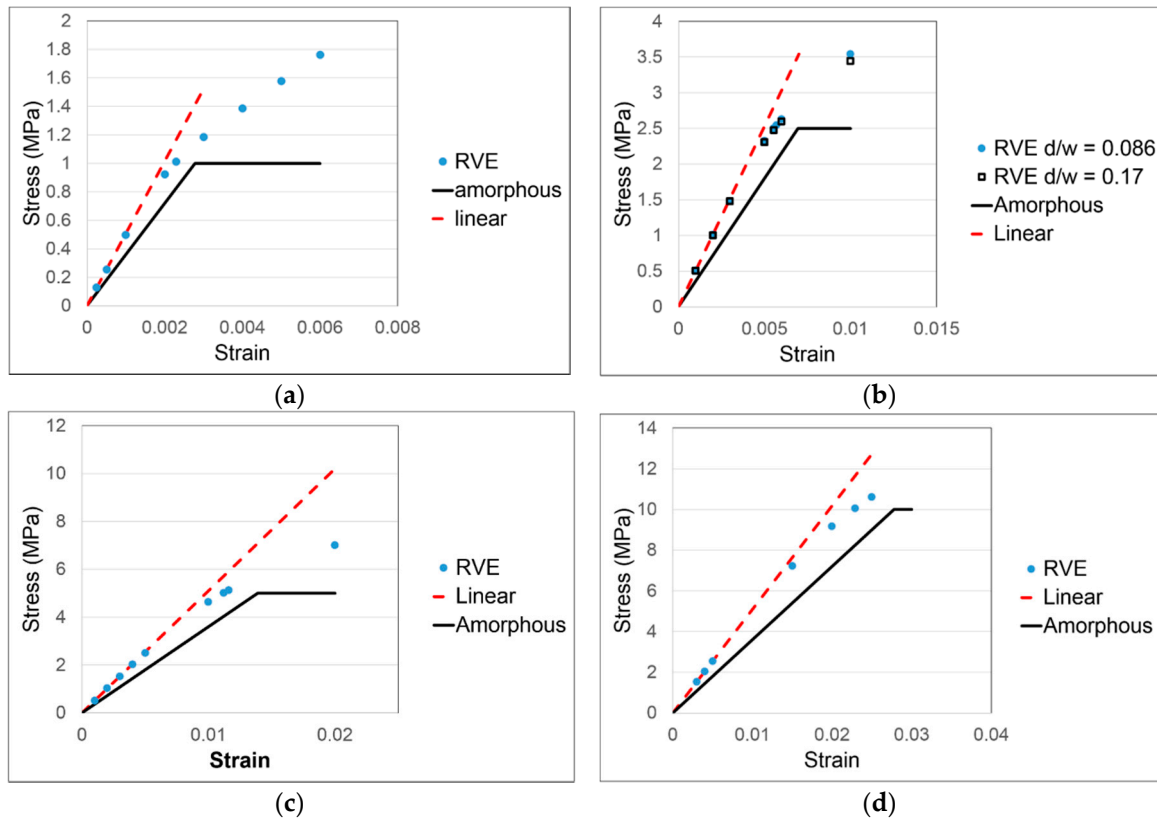 2
1.8
1.6
1.4
1.2
1
0.8
0.6
0.4
0.2
0
Stress (MPa)
0 0.002 0.004 0.006 0.008
Strain
RVE
amorphous
linear
(a)
4
3.5
3
2.5
2
1.5
1
0.5
0
Stress (MPa)
0 0.005 0.01 0.015
Strain
RVE d/w = 0.086
RVE d/w = 0.17
Amorphous
Linear
(b)
12
10
8
6
4
2
0
Stress (MPa)
0 0.01 0.02
Strain
RVE
Linear
Amorphous
(c)
14
12
10
8
6
4
2
0
Stress (MPa)
0 0.01 0.02 0.03 0.04
Strain
RVE
Linear
Amorphous
(d)